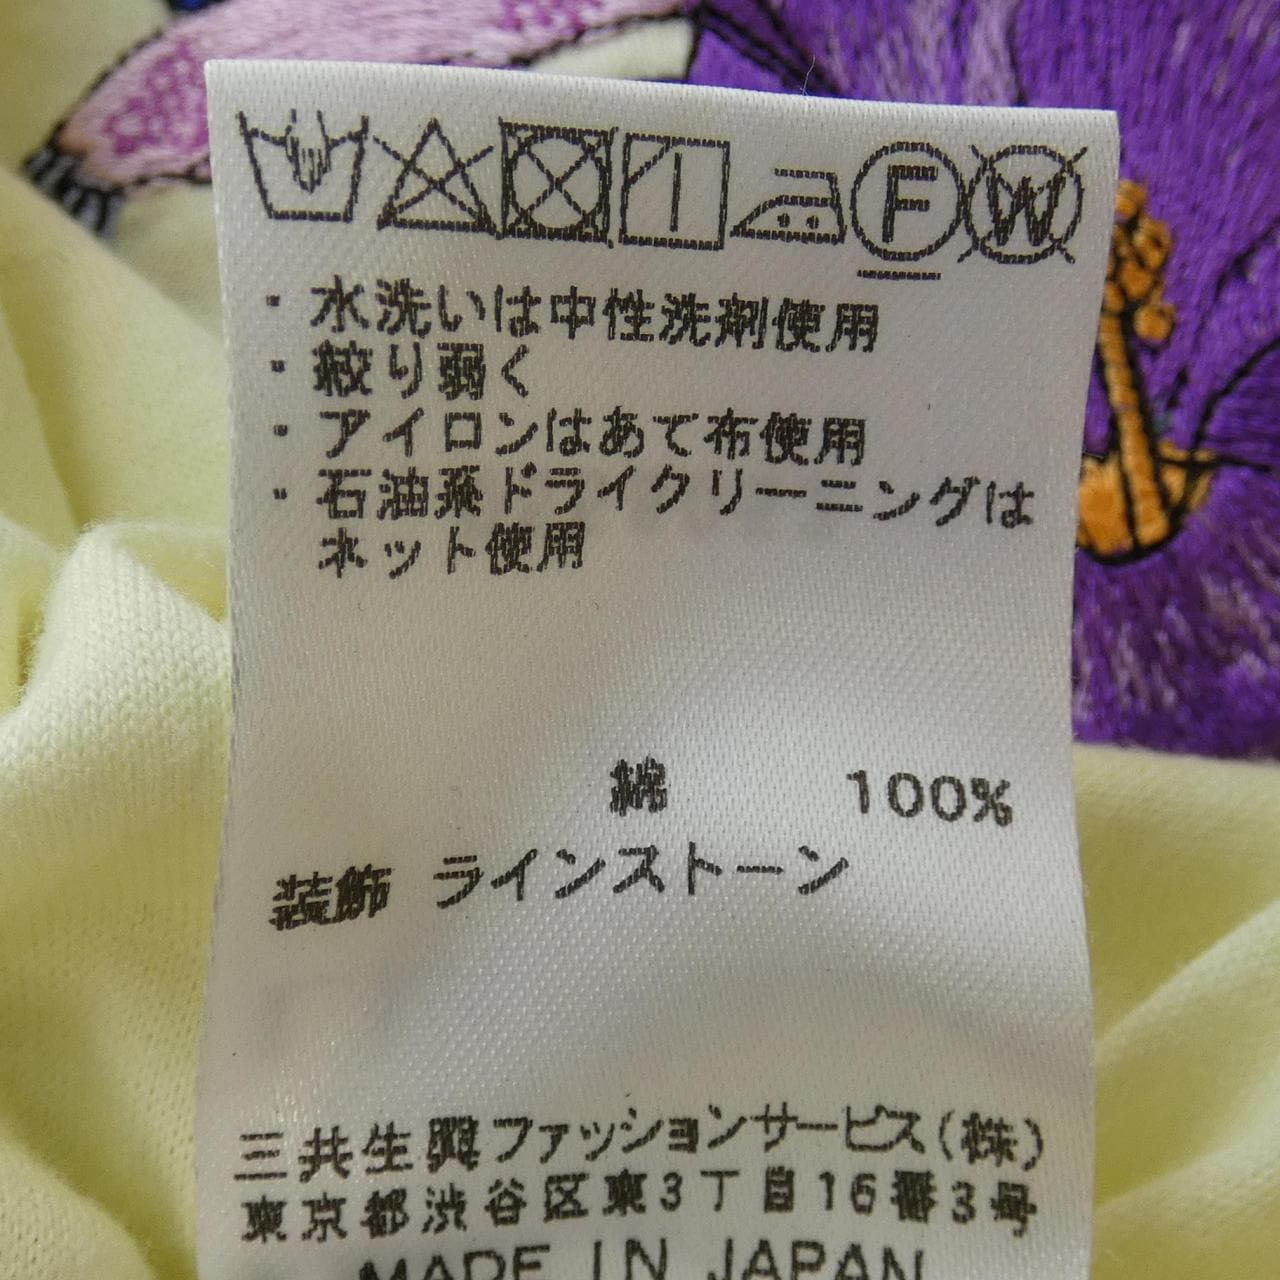 F W
・水洗いは中性洗剤使用
・絞り弱く
・アイロンはあて布使用
・石油系ドライクリーニングは
ネット使用
綿 100%
装飾 ラインストーン
三共生興ファッションサービス(株)
東京都渋谷区東3丁目16番3号
MADE IN JAPAN